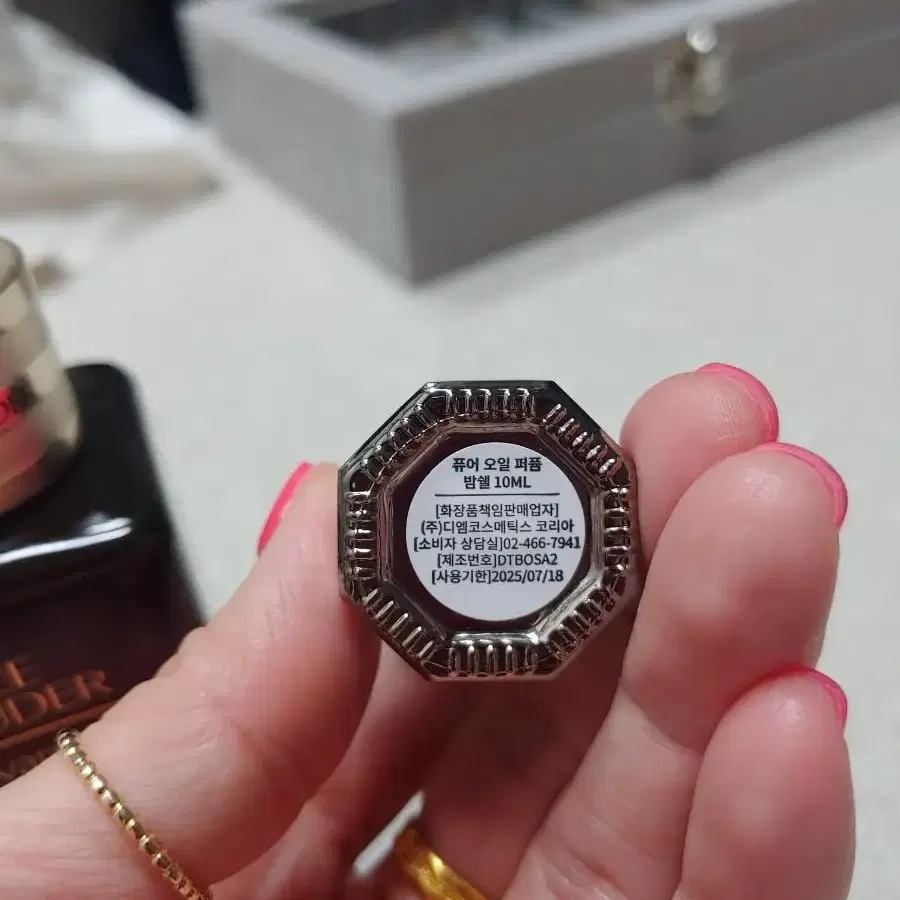 퓨어 오일 퍼퓸
밤쉘 10ML
[화장품책임판매업자]
(주)디엠코스메틱스 코리아
[소비자 상담실]02-466-7941
[제조번호]DTBOSA2
[사용기한]2025/07/18